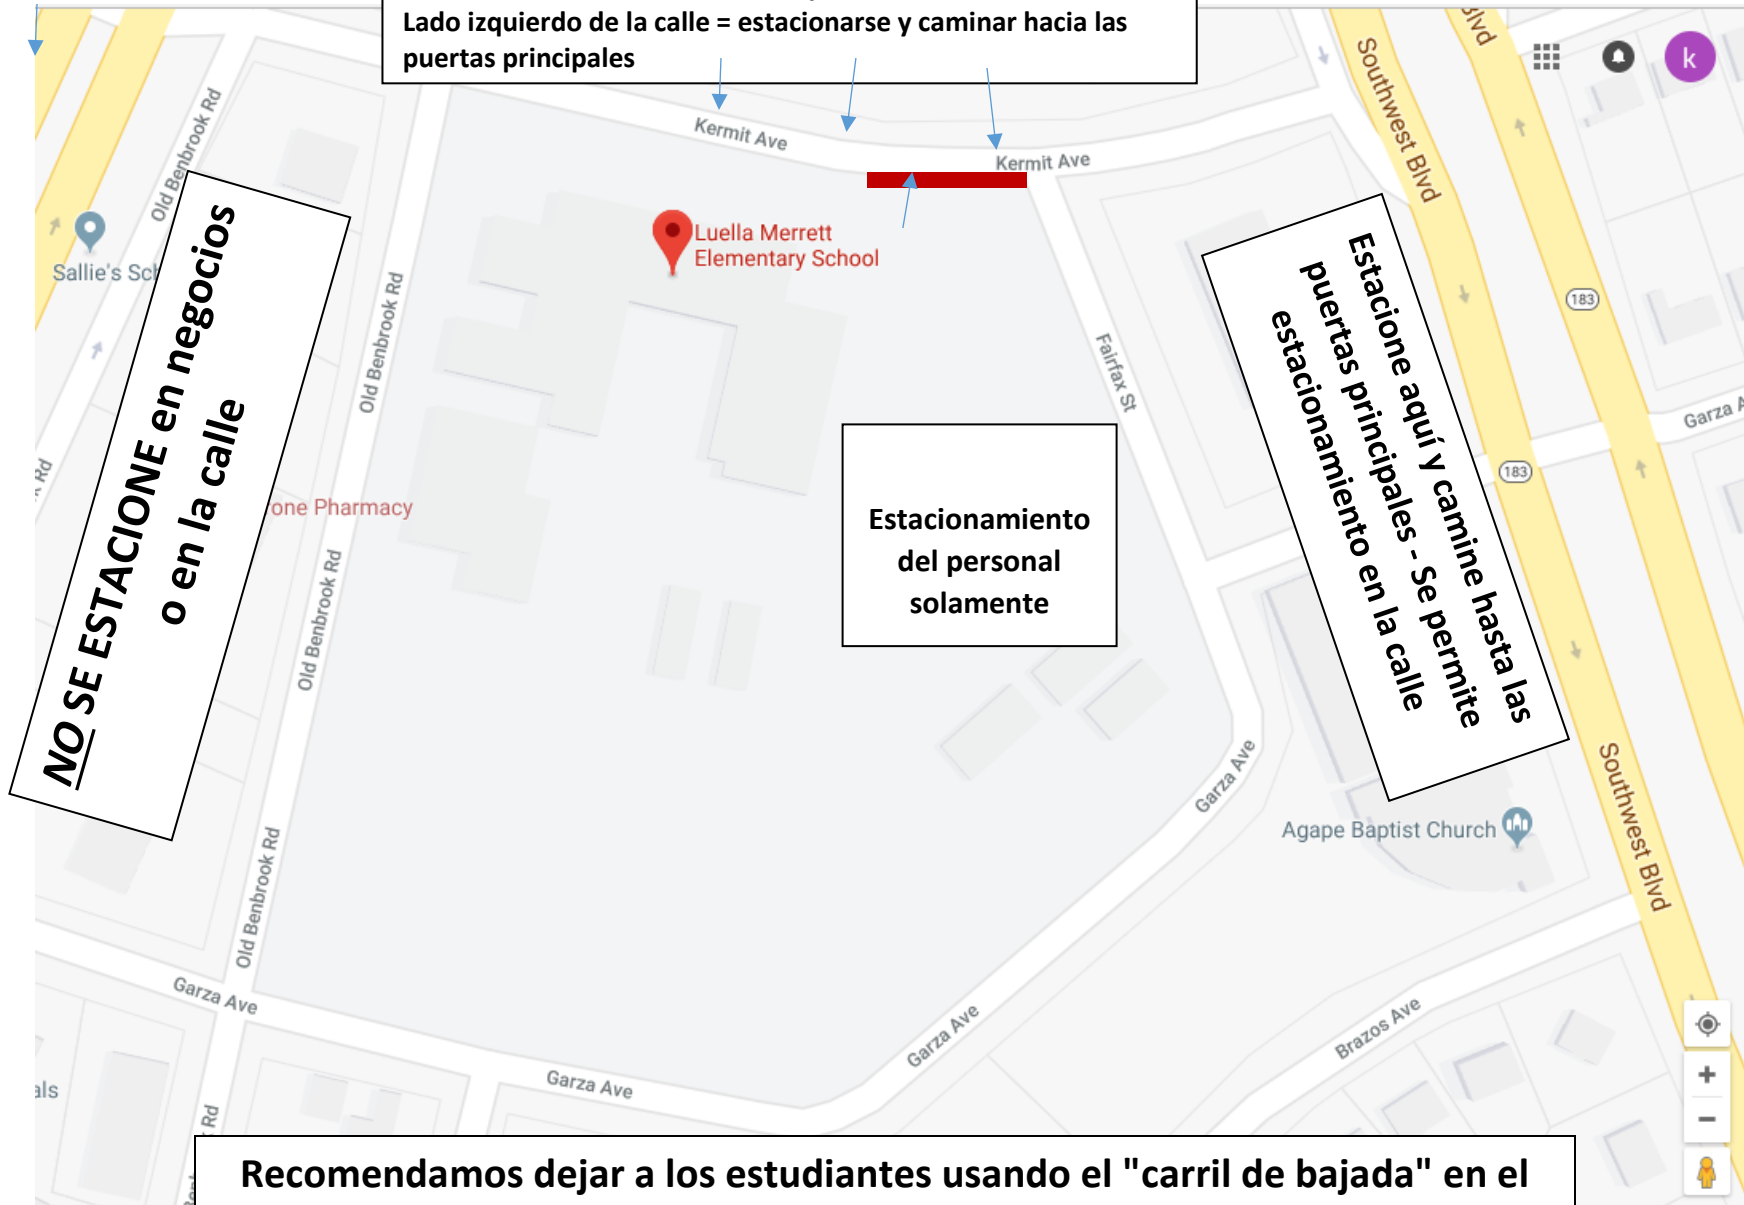 Lado izquierdo de la calle = estacionarse y caminar hacia las
puertas principales
k
Blvd
Southwest Blvd
Kermit Ave
Kermit Ave
Old Benbrook Rd
Sallie's Sch
Luella Merrett
Elementary School
NO SE ESTACIONE en negocios
o en la calle
Old Benbrook Rd
Fairfax St
Estacione aquí y camine hasta las
puertas principales - Se permite
estacionamiento en la calle
183
Garza A
183
Rd
one Pharmacy
Estacionamiento
del personal
solamente
Old Benbrook Rd
Garza Ave
Agape Baptist Church
Southwest Blvd
Old Benbrook Rd
Garza Ave
Garza Ave
Brazos Ave
Garza Ave
als
Rd
Recomendamos dejar a los estudiantes usando el "carril de bajada" en el